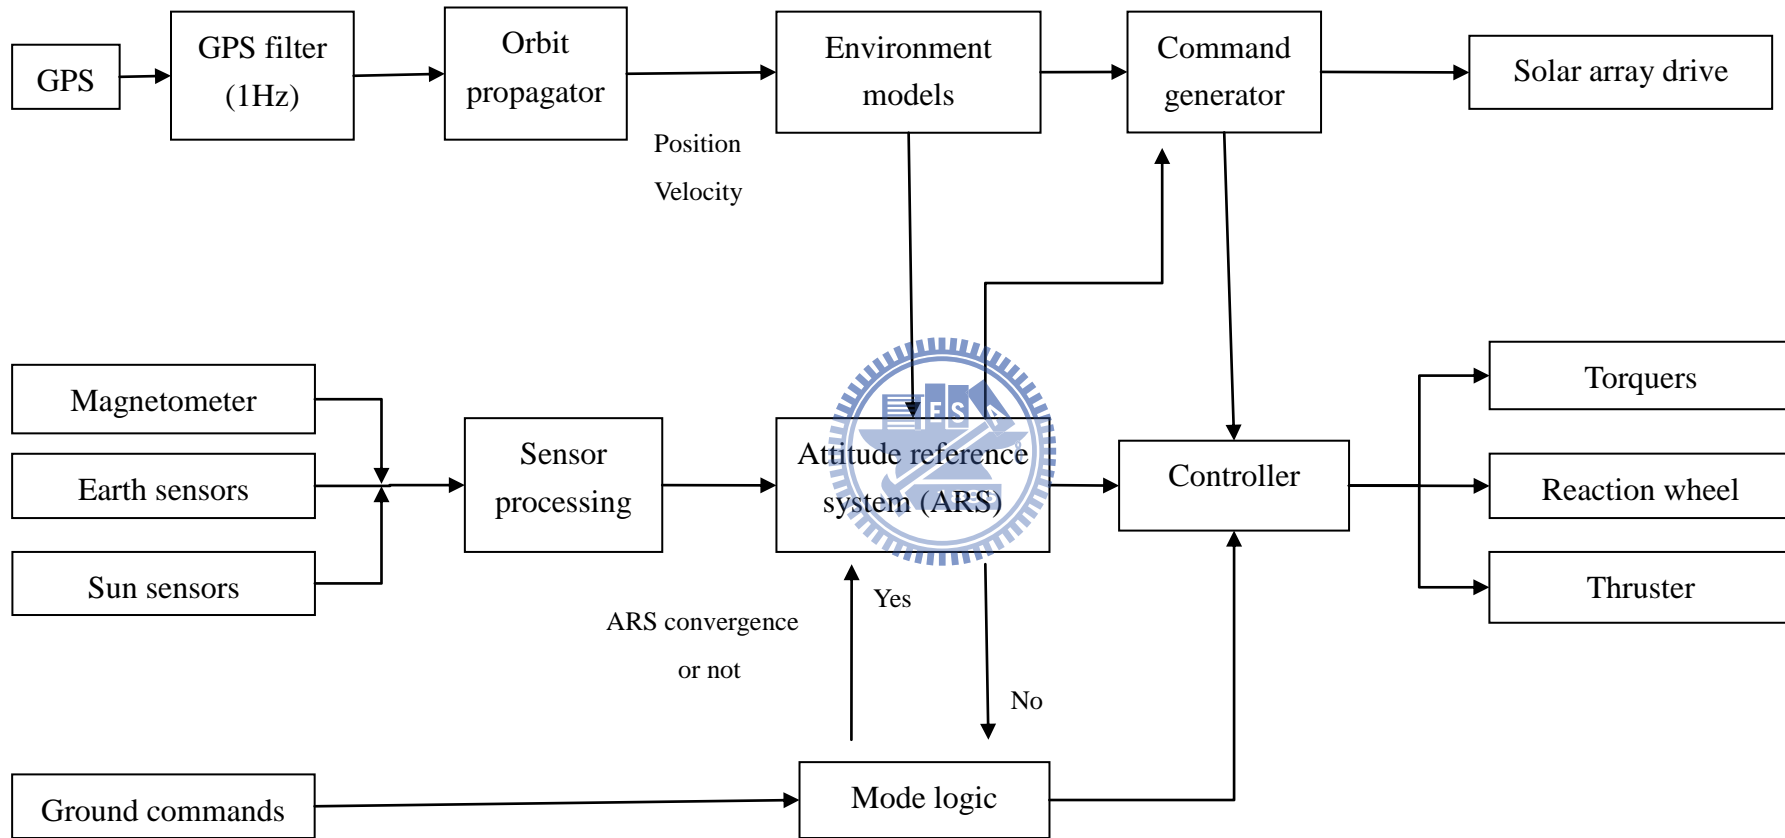 GPS
GPS filter
(1Hz)
Orbit
propagator
Environment
models
Command
generator
Solar array drive
Position
Velocity
Magnetometer
Earth sensors
Sun sensors
Sensor
processing
ES
Attitude reference
system (ARS)
Controller
Torquers
Reaction wheel
Thruster
ARS convergence
or not
Yes
No
Ground commands
Mode logic